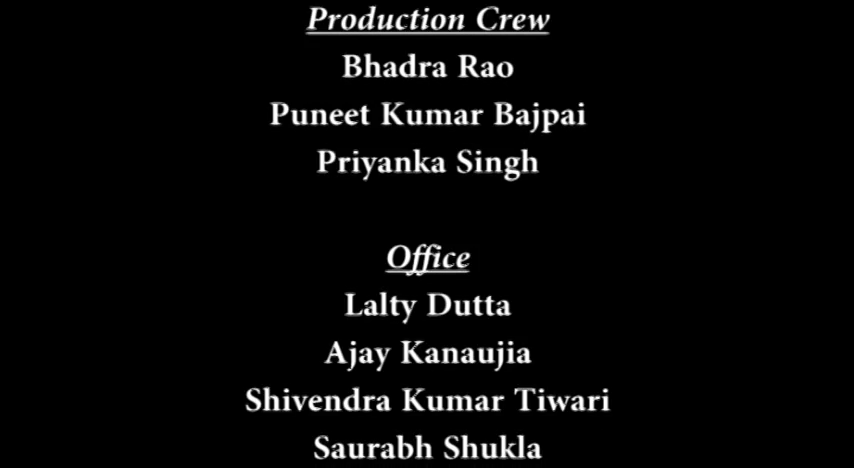 Production Crew
Bhadra Rao
Puneet Kumar Bajpai
Priyanka Singh
Office
Lalty Dutta
Ajay Kanaujia
Shivendra Kumar Tiwari
Saurabh Shukla